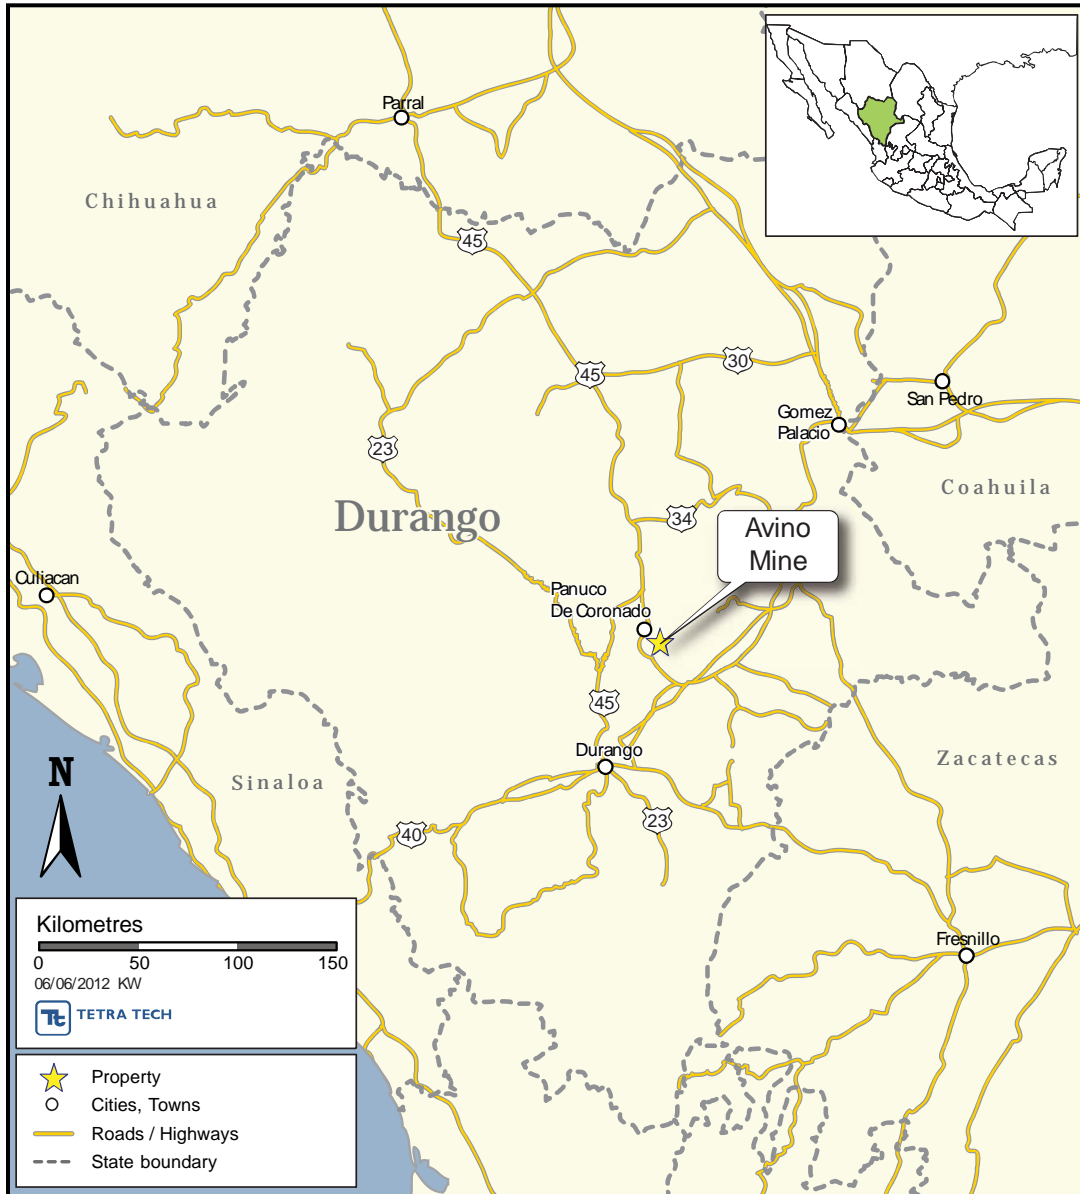 Parral
Chihuahua
45
45
30
San Pedro
Gomez
Palacio
23
Coahuila
Durango
34
Avino
Mine
Culiacan
Panuco
De Coronado
45
Durango
Zacatecas
Sinaloa
N
40
23
Fresnillo
Kilometres
0 50 100 150
06/06/2012 KW
Tt TETRA TECH
Property
Cities, Towns
Roads / Highways
State boundary